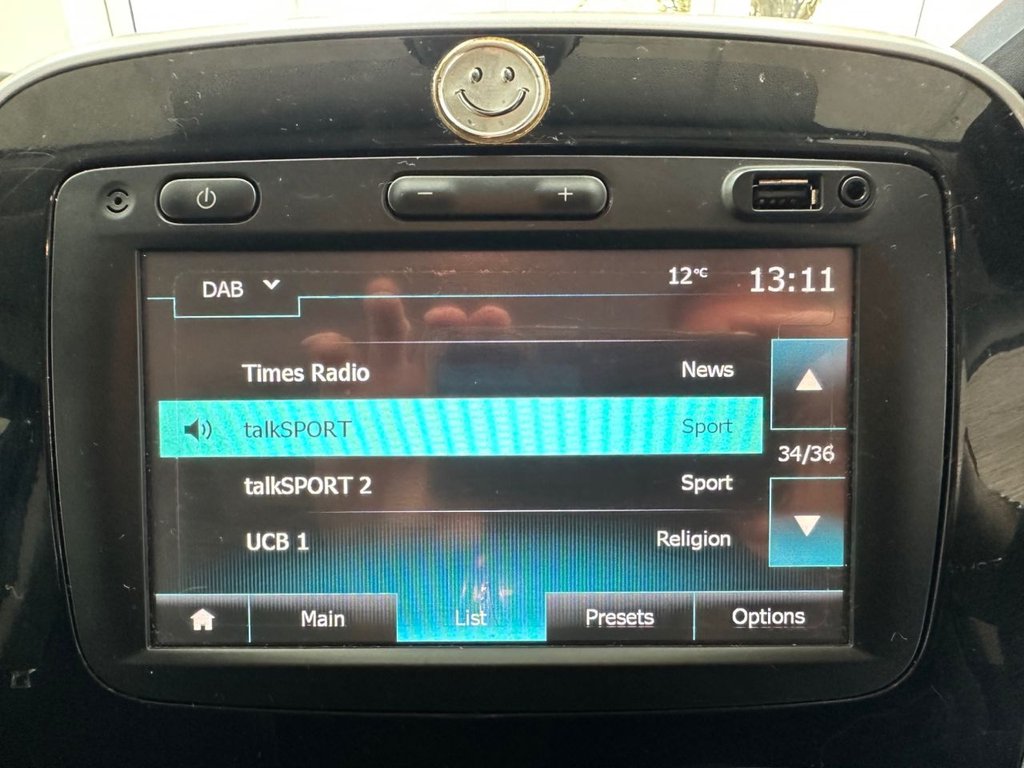 − +
DAB 12°C 13:11
Times Radio News
talkSPORT Sport
34/36
talkSPORT 2 Sport
UCB 1 Religion
Main List Presets Options